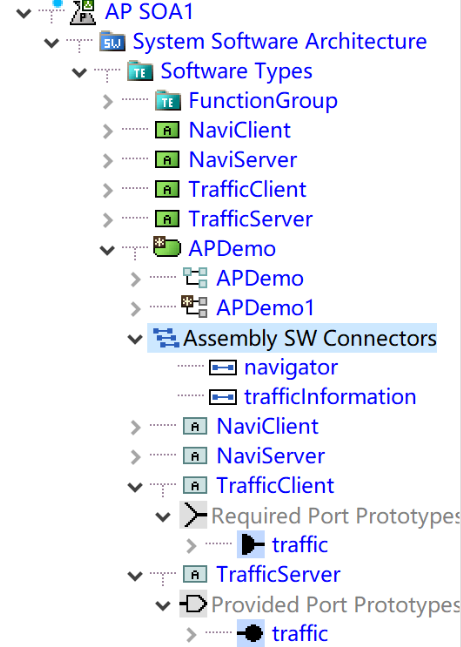 AP SOA1
System Software Architecture
Software Types
FunctionGroup
NaviClient
NaviServer
TrafficClient
TrafficServer
APDemo
APDemo
APDemo1
Assembly SW Connectors
navigator
trafficInformation
NaviClient
NaviServer
TrafficClient
Required Port Prototypes
traffic
TrafficServer
Provided Port Prototypes
traffic